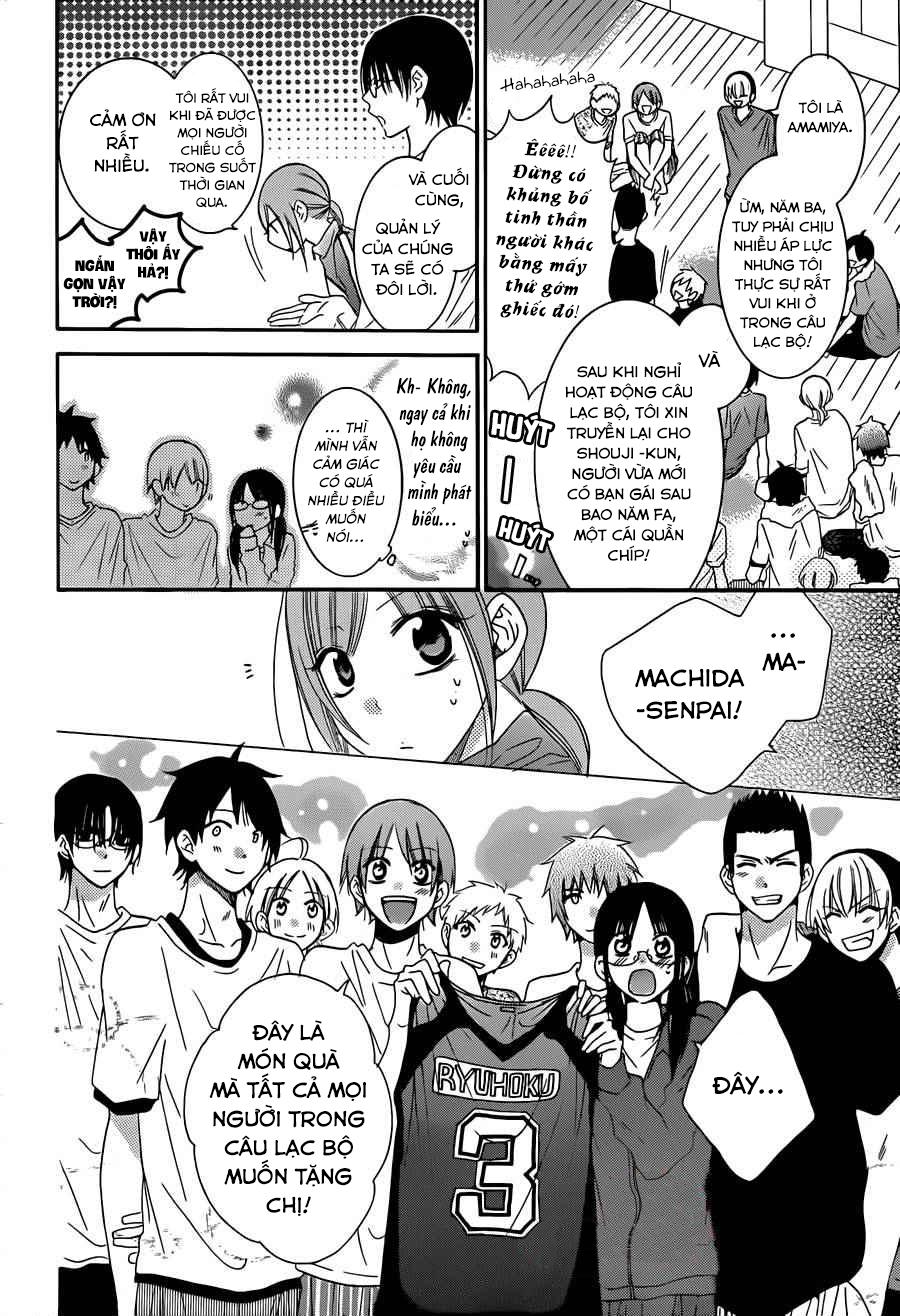 TÔI LÀ
AMAMIYA.
ỪM, NĂM BA,
TUY PHẢI CHỊU
NHIỀU ÁP LỰC
NHƯNG TÔI
THỰC SỰ RẤT
VUI KHI Ở
TRONG CÂU
LẠC BỘ!
Hahahahaha
Êêêê!!
Đừng có
khủng bố
tinh thần
người khác
bằng mấy
thứ gớm
ghiếc đó!
VÀ
SAU KHI NGHỈ
HOẠT ĐỘNG CÂU
LẠC BỘ, TÔI XIN
TRUYỀN LẠI CHO
SHOUJI -KUN,
NGƯỜI VỪA MỚI
CÓ BẠN GÁI SAU
BAO NĂM FA,
MỘT CÁI QUẦN
CHÍP!
HUÝT
HUÝT
VÀ CUỐI
CÙNG,
QUẢN LÝ
CỦA CHÚNG
TA SẼ CÓ
ĐÔI LỜI.
TÔI RẤT VUI
KHI ĐÃ ĐƯỢC
MỌI NGƯỜI
CHIẾU CỐ
TRONG SUỐT
THỜI GIAN
QUA.
CẢM ƠN
RẤT
NHIỀU.
VẬY
THÔI ẤY
HẢ?!
NGẮN
GỌN VẬY
TRỜI?!
Kh- Không,
ngay cả khi
họ không
yêu cầu
mình phát
biểu...
... THÌ
MÌNH VẪN
CẢM GIÁC
CÓ QUÁ
NHIỀU ĐIỀU
MUỐN
NÓI...
...
MA-
MACHIDA
-SENPAI!
ĐÂY...
ĐÂY LÀ
MÓN QUÀ
MÀ TẤT CẢ MỌI
NGƯỜI TRONG
CÂU LẠC BỘ
MUỐN TẶNG
CHỊ!
RYUHOKU
3